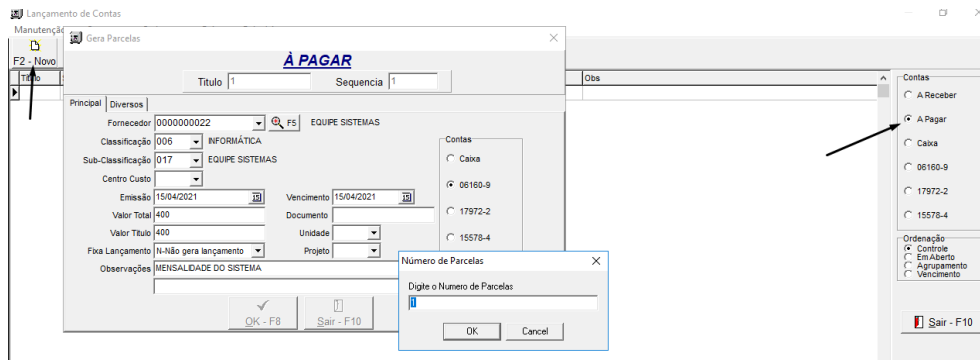 Lançamento de Contas
Manutençã
F2 - Novo
Gera Parcelas
À PAGAR
Titulo 1 Sequencia 1
Principal Diversos
Fornecedor 0000000022 F5 EQUIPE SISTEMAS
Classificação 006 INFORMÁTICA
Sub-Classificação 017 EQUIPE SISTEMAS
Centro Custo
Emissão 15/04/2021 15 Vencimento 15/04/2021 15
Valor Total 400 Documento
Valor Titulo 400 Unidade
Fixa Lançamento N-Não gera lançamento Projeto
Observações MENSALIDADE DO SISTEMA
OK - F8 Sair - F10
Contas
Caixa
06160-9
17972-2
15578-4
Número de Parcelas
Digite o Numero de Parcelas
1
OK Cancel
Obs
Contas
A Receber
A Pagar
Caixa
06160-9
17972-2
15578-4
Ordenação
Controle
Em Aberto
Agrupamento
Vencimento
Sair - F10